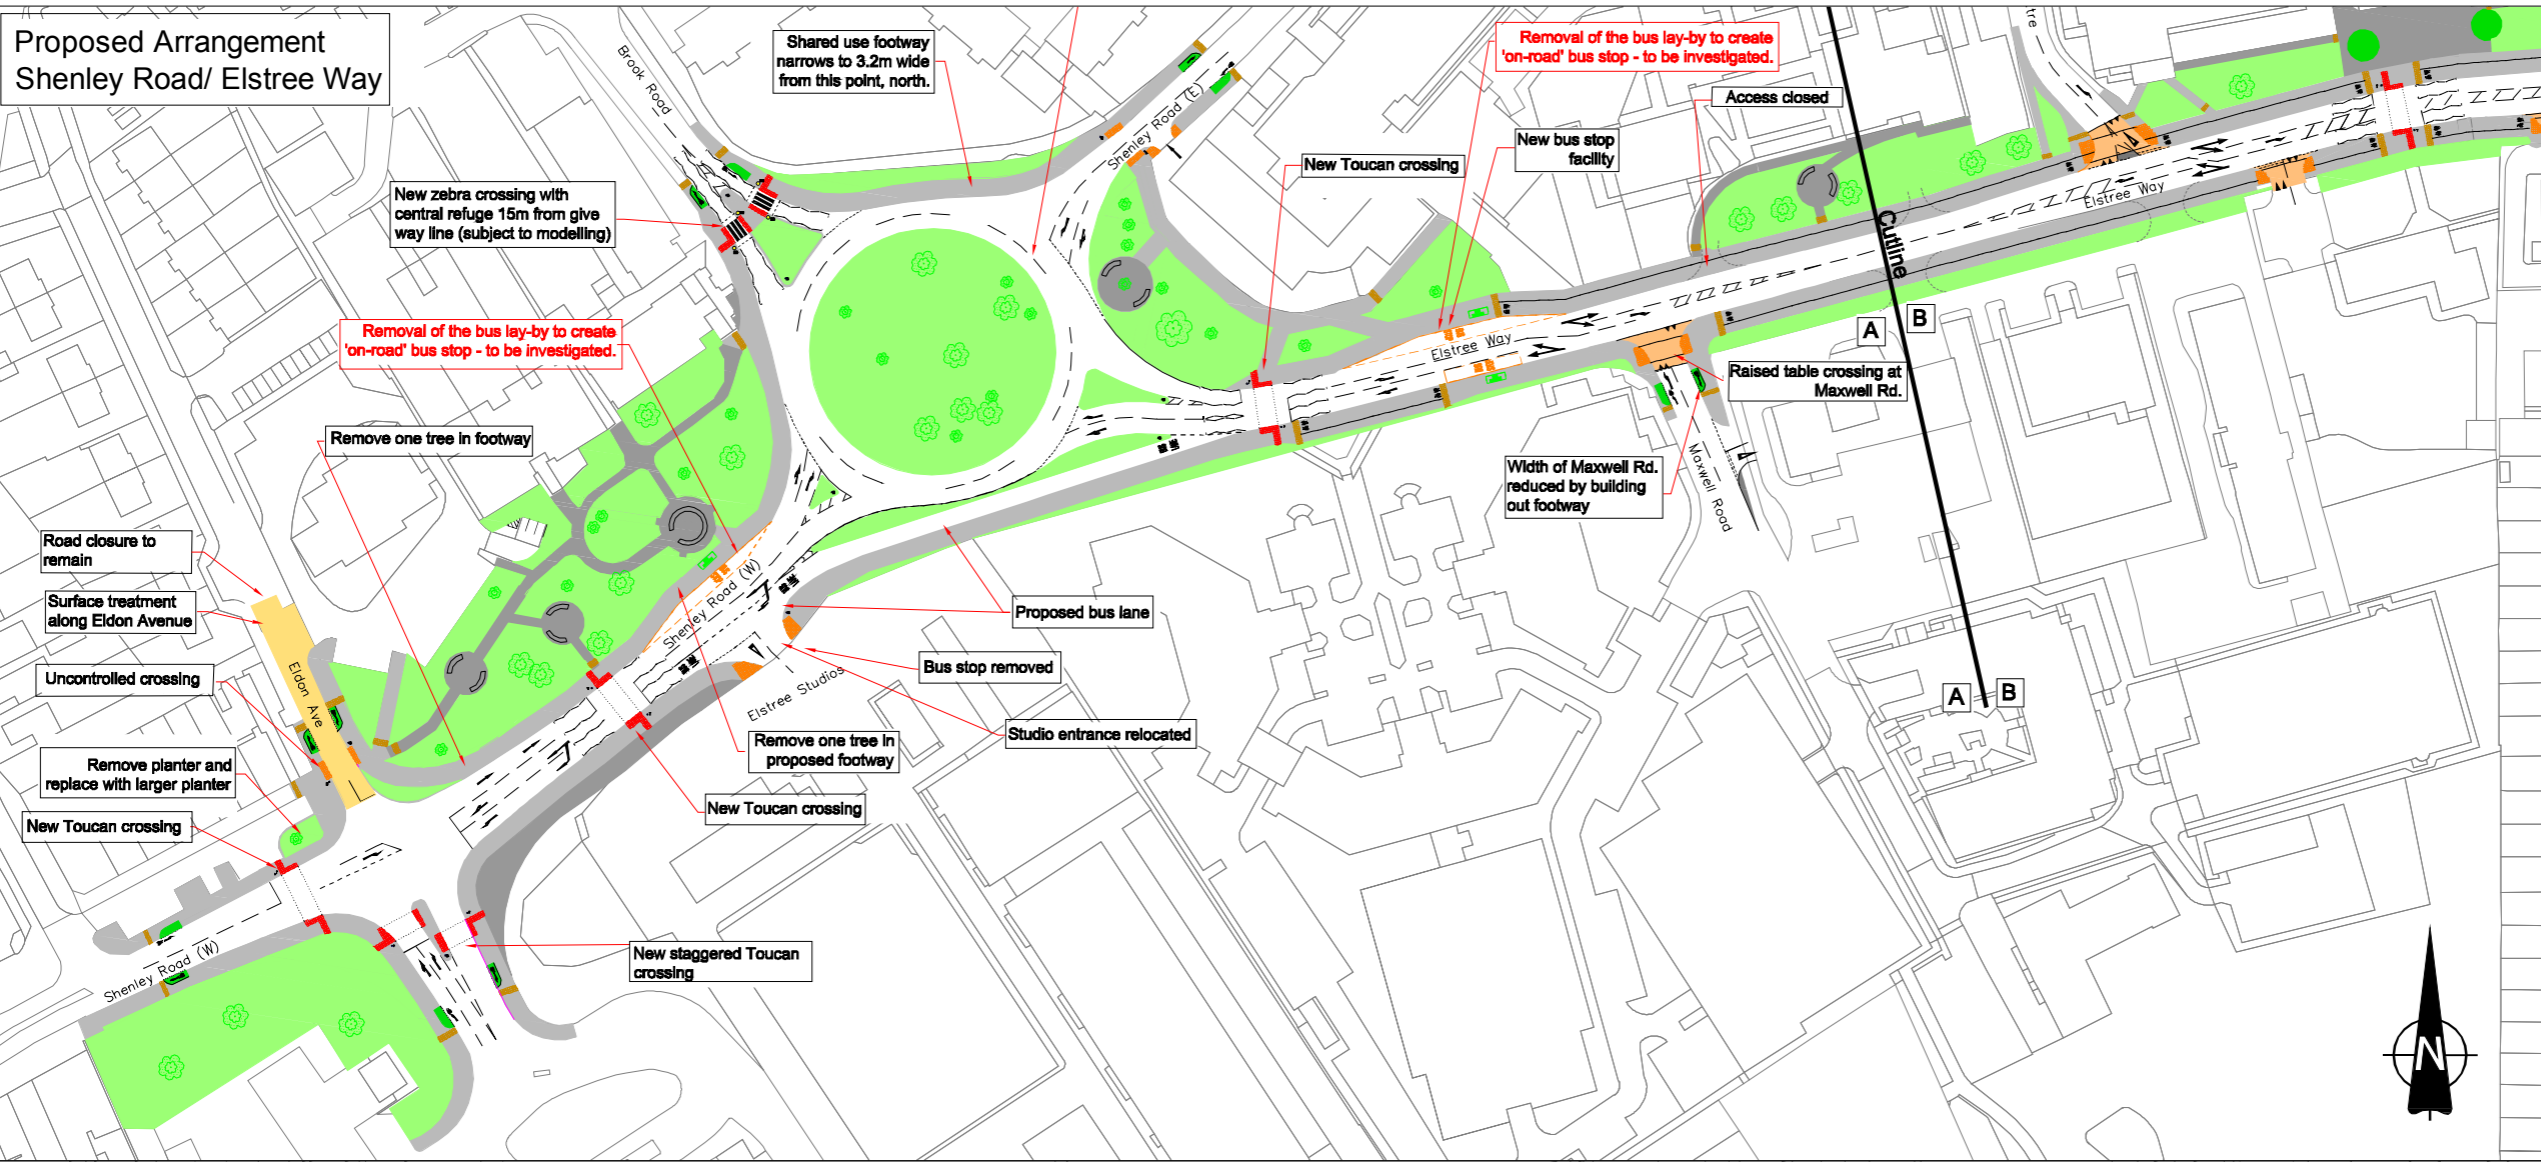 Proposed Arrangement
Shenley Road/ Elstree Way
Brook Road
Shared use footway
narrows to 3.2m wide
from this point, north.
Shenley Road (E)
Removal of the bus lay-by to create
'on-road' bus stop - to be investigated.
Access closed
New bus stop
facility
New Toucan crossing
New zebra crossing with
central refuge 15m from give
way line (subject to modelling)
Elstree Way
Cutline
A
B
Removal of the bus lay-by to create
'on-road' bus stop - to be investigated.
Elstree Way
Raised table crossing at
Maxwell Rd.
Remove one tree in footway
Width of Maxwell Rd.
reduced by building
out footway
Maxwell Road
Road closure to
remain
Surface treatment
along Eldon Avenue
Shenley Road (W)
Proposed bus lane
Uncontrolled crossing
Eldon Ave
Bus stop removed
Elstree Studios
A
B
Studio entrance relocated
Remove one tree in
proposed footway
Remove planter and
replace with larger planter
New Toucan crossing
New Toucan crossing
Shenley Road (W)
New staggered Toucan
crossing
N